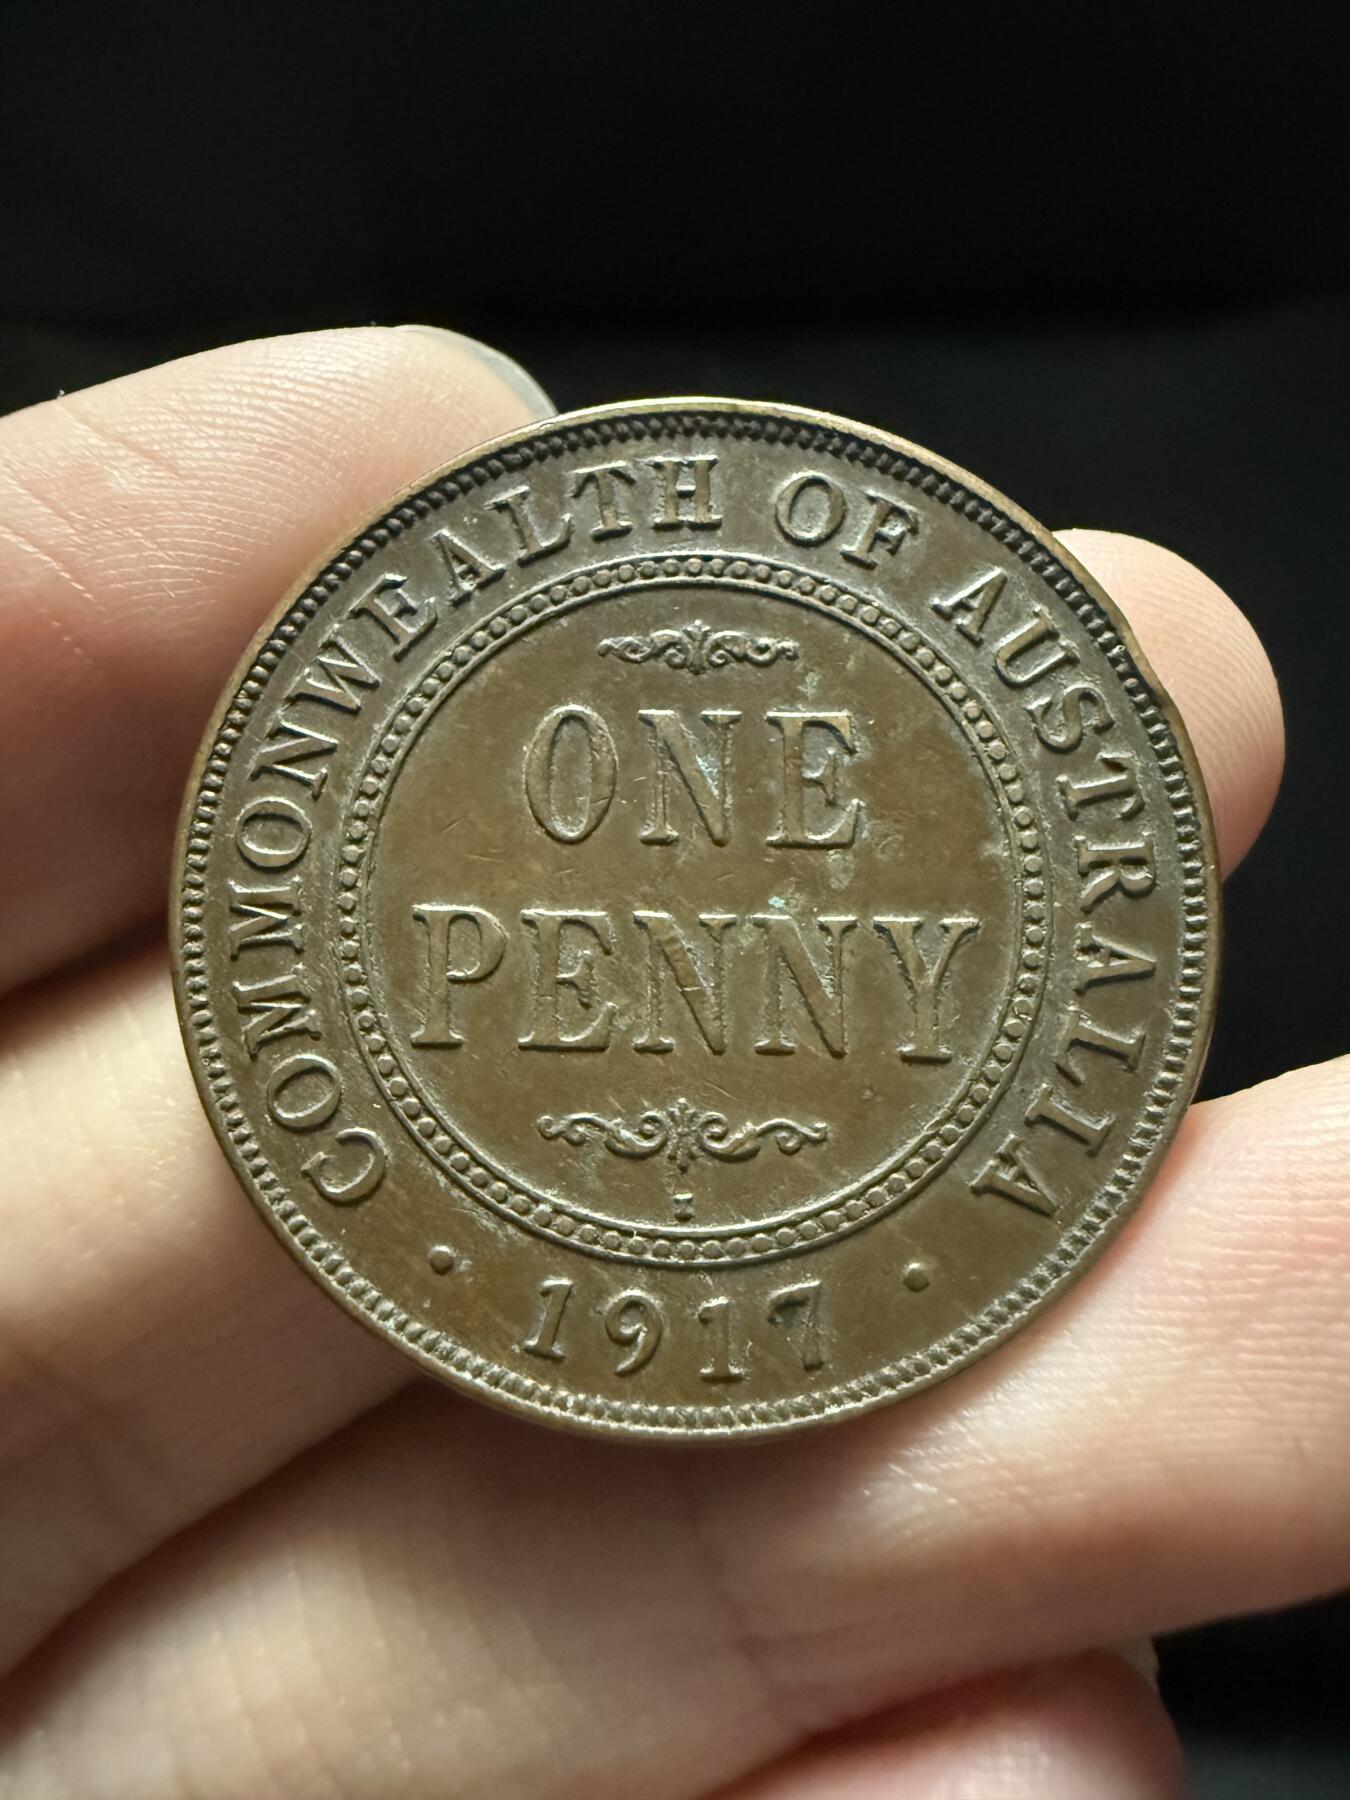 COMMONWEALTH OF AUSTRALIA
ONE
PENNY
I
· 1917 ·